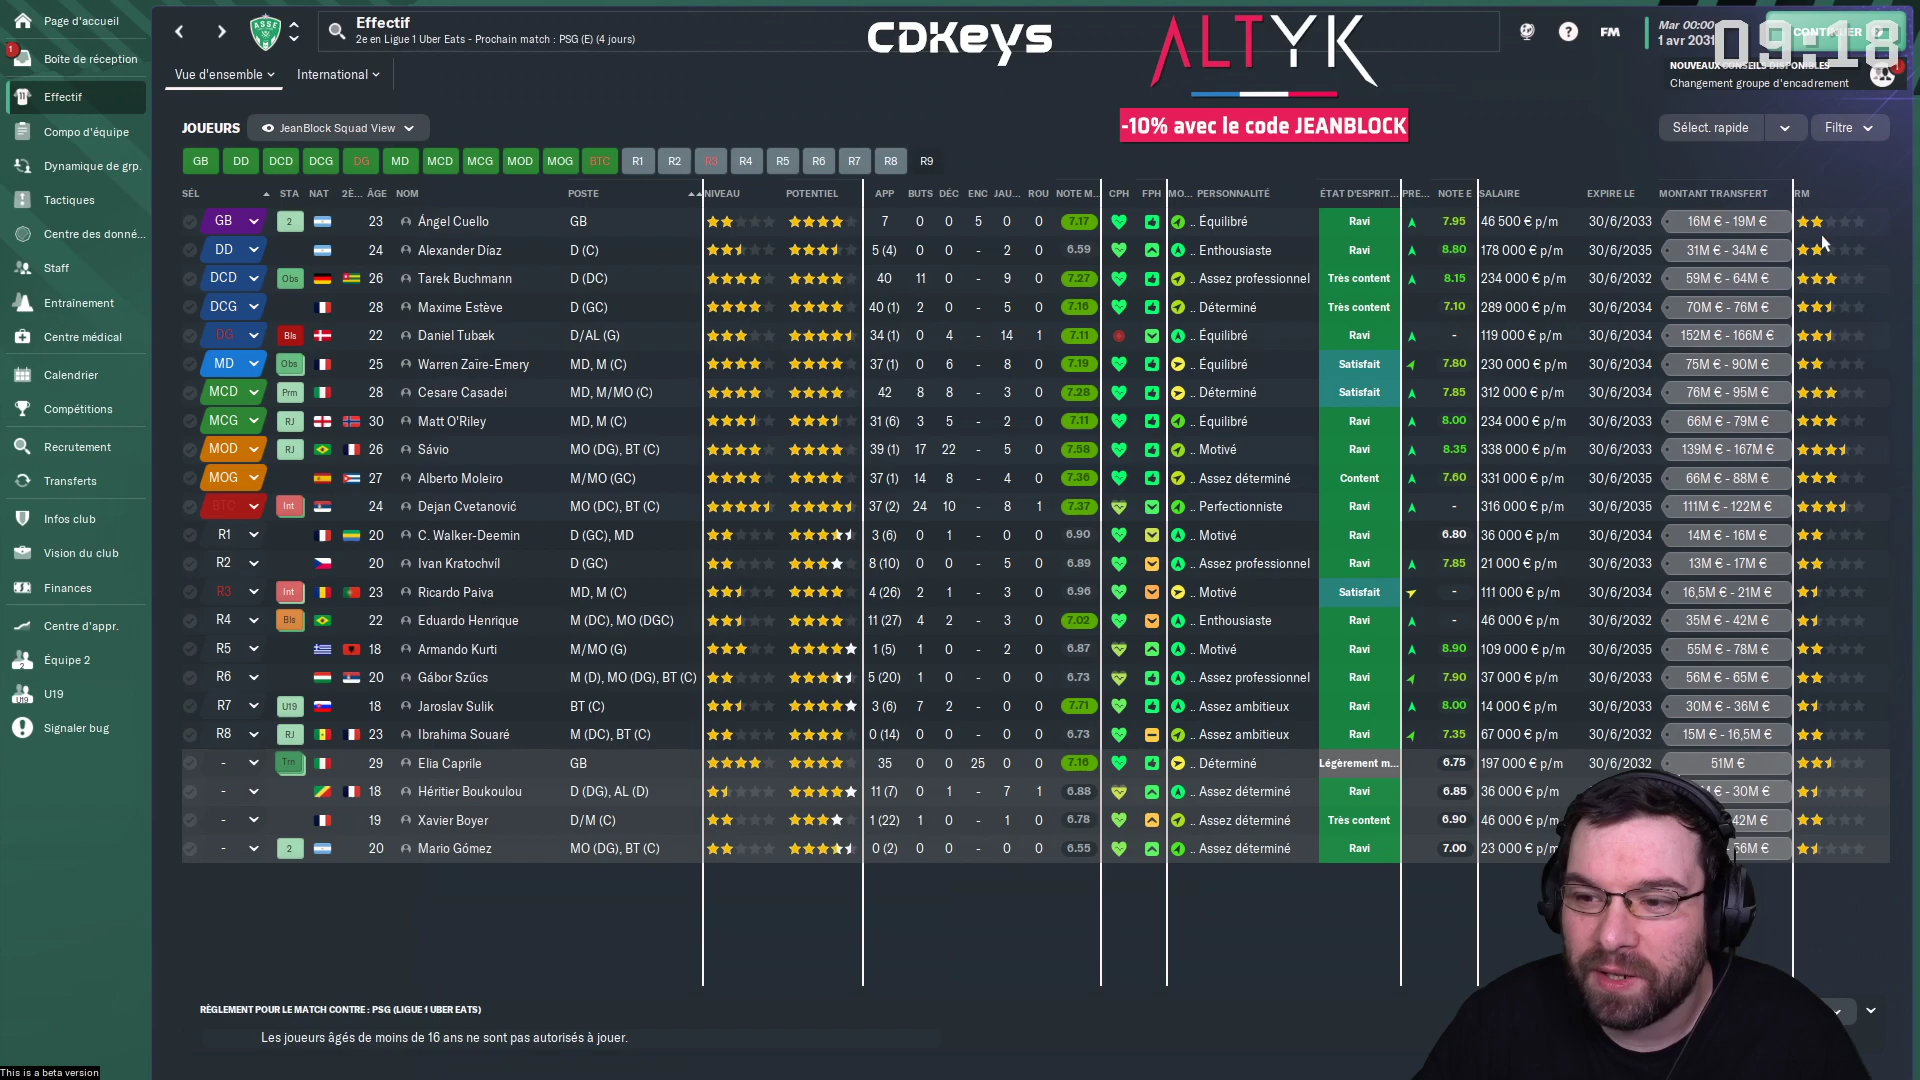 Page d'accueil
1
Boîte de réception
Effectif
Compo d'équipe
Dynamique de grp.
Tactiques
Centre des donné...
Staff
Entraînement
Centre médical
Calendrier
Compétitions
Recrutement
Transferts
Infos club
Vision du club
Finances
Centre d'appr.
Équipe 2
U19
Signaler bug
This is a beta version
ASSE
Effectif
2e en Ligue 1 Uber Eats - Prochain match : PSG (E) (4 jours)
CDKeys
ALTYK
-10% avec le code JEANBLOCK
FM
Mar 00:00
1 avr 2031
CONTINUER
09:18
NOUVEAUX CONSEILS DISPONIBLES
Changement groupe d'encadrement
1
Vue d'ensemble
International
JOUEURS
JeanBlock Squad View
Sélect. rapide
Filtre
GB DD DCD DCG DG MD MCD MCG MOD MOG BTC R1 R2 R3 R4 R5 R6 R7 R8 R9
SÉL STA NAT 2E... ÂGE NOM POSTE NIVEAU POTENTIEL APP BUTS DÉC ENC JAU... ROU NOTE M... CPH FPH MO... PERSONNALITÉ ÉTAT D'ESPRIT... PRE... NOTE E SALAIRE EXPIRE LE MONTANT TRANSFERT RM
GB 2 23 Ángel Cuello GB 7 0 0 5 0 0 7.17 .. Équilibré Ravi 7.95 46 500 € p/m 30/6/2033 16M € - 19M €
DD 24 Alexander Díaz D (C) 5 (4) 0 0 - 2 0 6.59 .. Enthousiaste Ravi 8.80 178 000 € p/m 30/6/2035 31M € - 34M €
DCD Obs 26 Tarek Buchmann D (DC) 40 11 0 - 9 0 7.27 .. Assez professionnel Très content 8.15 234 000 € p/m 30/6/2032 59M € - 64M €
DCG 28 Maxime Estève D (GC) 40 (1) 2 0 - 5 0 7.16 .. Déterminé Très content 7.10 289 000 € p/m 30/6/2034 70M € - 76M €
DG Bls 22 Daniel Tubæk D/AL (G) 34 (1) 0 4 - 14 1 7.11 .. Équilibré Ravi - 119 000 € p/m 30/6/2034 152M € - 166M €
MD Obs 25 Warren Zaïre-Emery MD, M (C) 37 (1) 0 6 - 8 0 7.19 .. Équilibré Satisfait 7.80 230 000 € p/m 30/6/2034 75M € - 90M €
MCD Prm 28 Cesare Casadei MD, M/MO (C) 42 8 8 - 3 0 7.28 .. Déterminé Satisfait 7.85 312 000 € p/m 30/6/2034 76M € - 95M €
MCG RJ 30 Matt O'Riley MD, M (C) 31 (6) 3 5 - 2 0 7.11 .. Équilibré Ravi 8.00 234 000 € p/m 30/6/2034 66M € - 79M €
MOD RJ 26 Sávio MO (DG), BT (C) 39 (1) 17 22 - 5 0 7.58 .. Motivé Ravi 8.35 338 000 € p/m 30/6/2034 139M € - 167M €
MOG 27 Alberto Moleiro M/MO (GC) 37 (1) 14 8 - 4 0 7.36 .. Assez déterminé Content 7.60 331 000 € p/m 30/6/2035 66M € - 88M €
BTC Int 24 Dejan Cvetanović MO (DC), BT (C) 37 (2) 24 10 - 8 1 7.37 .. Perfectionniste Ravi - 316 000 € p/m 30/6/2035 111M € - 122M €
R1 20 C. Walker-Deemin D (GC), MD 3 (6) 0 1 - 0 0 6.90 .. Motivé Ravi 6.80 36 000 € p/m 30/6/2034 14M € - 16M €
R2 20 Ivan Kratochvíl D (GC) 8 (10) 0 0 - 5 0 6.89 .. Assez professionnel Ravi 7.85 21 000 € p/m 30/6/2033 13M € - 17M €
R3 Int 23 Ricardo Paiva MD, M (C) 4 (26) 2 1 - 3 0 6.96 .. Motivé Satisfait - 111 000 € p/m 30/6/2034 16,5M € - 21M €
R4 Bls 22 Eduardo Henrique M (DC), MO (DGC) 11 (27) 4 2 - 3 0 7.02 .. Enthousiaste Ravi - 46 000 € p/m 30/6/2032 35M € - 42M €
R5 18 Armando Kurti M/MO (G) 1 (5) 1 0 - 2 0 6.87 .. Motivé Ravi 8.90 109 000 € p/m 30/6/2035 55M € - 78M €
R6 20 Gábor Szűcs M (D), MO (DG), BT (C) 5 (20) 1 0 - 0 0 6.73 .. Assez professionnel Ravi 7.90 37 000 € p/m 30/6/2033 56M € - 65M €
R7 U19 18 Jaroslav Sulik BT (C) 3 (6) 7 2 - 0 0 7.71 .. Assez ambitieux Ravi 8.00 14 000 € p/m 30/6/2033 30M € - 36M €
R8 RJ 23 Ibrahima Souaré M (DC), BT (C) 0 (14) 0 0 - 0 0 6.73 .. Assez ambitieux Ravi 7.35 67 000 € p/m 30/6/2032 15M € - 16,5M €
- Trn 29 Elia Caprile GB 35 0 0 25 0 0 7.16 .. Déterminé Légèrement m... 6.75 197 000 € p/m 30/6/2032 51M €
- 18 Héritier Boukoulou D (DG), AL (D) 11 (7) 0 1 - 7 1 6.88 .. Assez déterminé Ravi 6.85 36 000 € p/m € - 30M €
- 19 Xavier Boyer D/M (C) 1 (22) 1 0 - 1 0 6.78 .. Assez déterminé Très content 6.90 46 000 € p/m 42M €
- 2 20 Mario Gómez MO (DG), BT (C) 0 (2) 0 0 - 0 0 6.55 .. Assez déterminé Ravi 7.00 23 000 € p/m 56M €
RÈGLEMENT POUR LE MATCH CONTRE : PSG (LIGUE 1 UBER EATS)
Les joueurs âgés de moins de 16 ans ne sont pas autorisés à jouer.